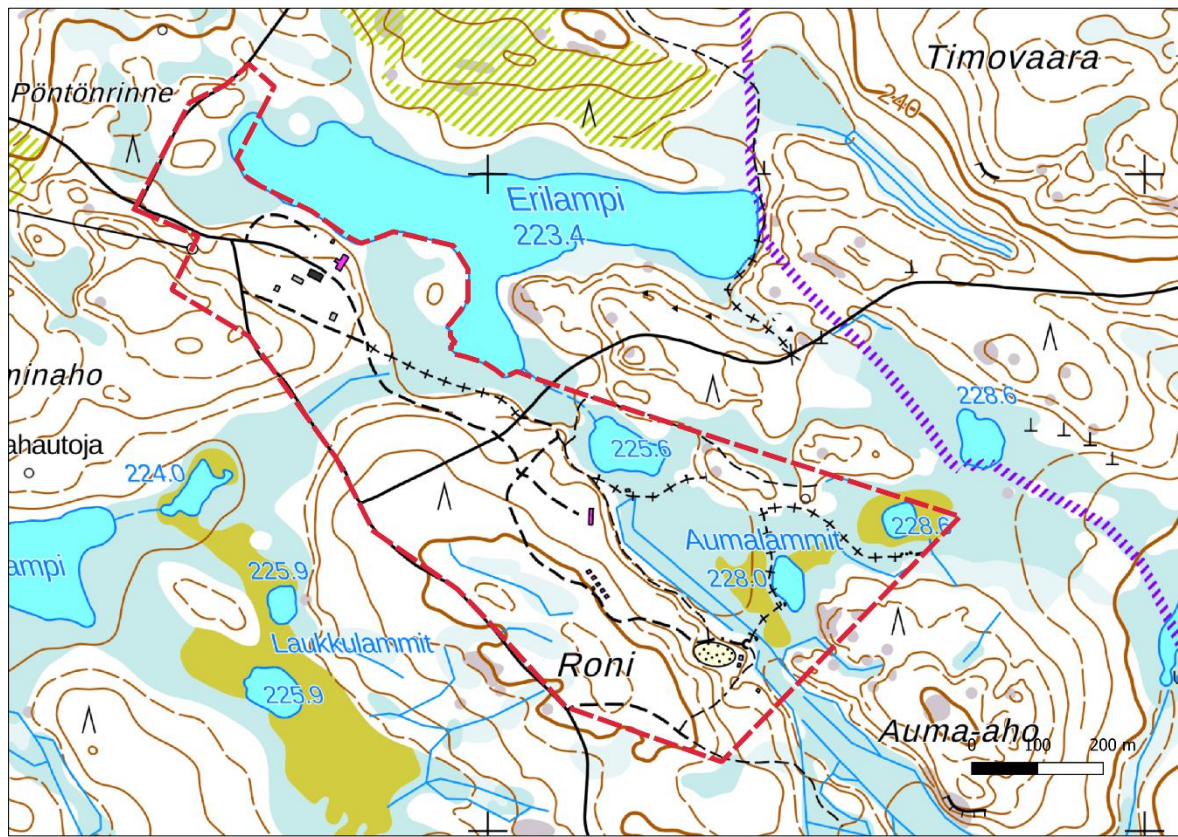 Timovaara
Pöntönrinne
240
Erilampi
223.4
minaho
228.6
ahautoja
224.0
225.6
228.6
ampi
Aumalammit
225.9
228.0
Laukkulammit
Roni
225.9
Auma-aho
0 100 200 m